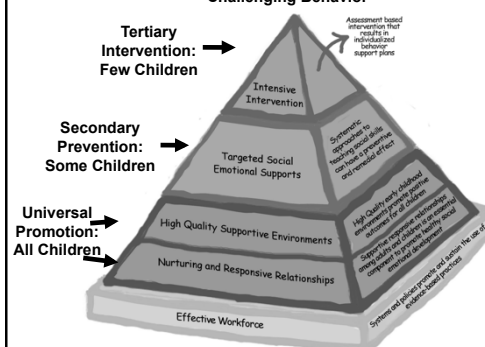 Challenging Behavior
Tertiary
Intervention:
Few Children
Assessment based
intervention that
results in
individualized
behavior
support plans
Intensive
Intervention
Secondary
Prevention:
Some Children
Targeted Social
Emotional Supports
Systematic
approaches to
teaching social skills
can have a preventive
and remedial effect
Universal
Promotion:
All Children
High Quality Supportive Environments
High Quality early childhood
environments promote positive
outcomes for all children
Nurturing and Responsive Relationships
Supportive responsive relationships
among adults and children is an essential
component to promote healthy social
emotional development
Effective Workforce
Systems and policies promote and sustain the use of
evidence-based practices